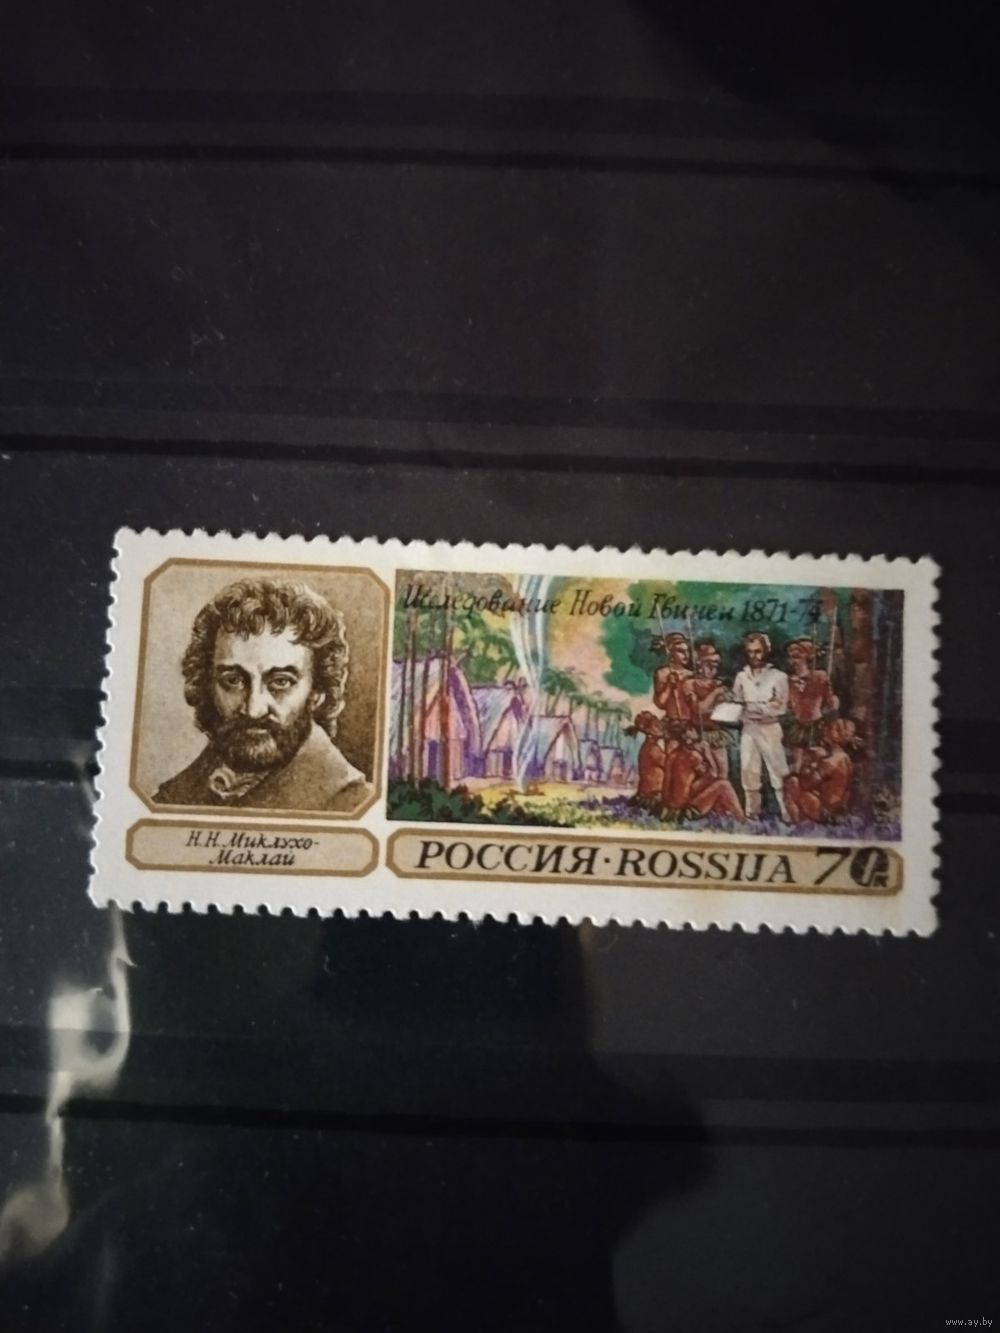 Исследование Новой Гвинеи 1871-74
Н.Н. Миклухо-
Маклай
РОССИЯ·ROSSIJA 70к
www.ay.by